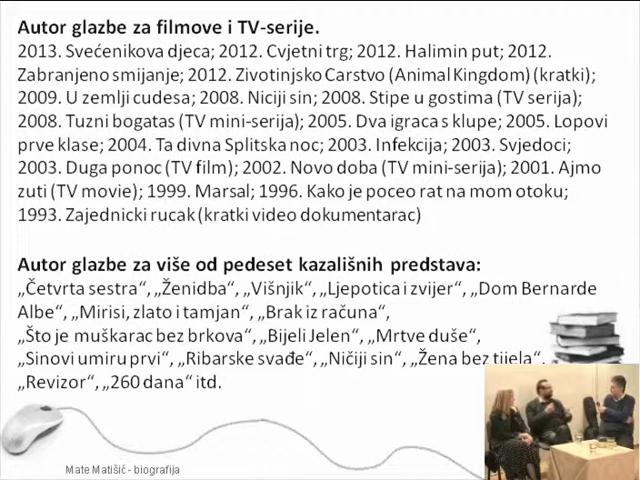 Autor glazbe za filmove i TV-serije.
2013. Svećenikova djeca; 2012. Cvjetni trg; 2012. Halimin put; 2012.
Zabranjeno smijanje; 2012. Zivotinjsko Carstvo (Animal Kingdom) (kratki);
2009. U zemlji cudesa; 2008. Niciji sin; 2008. Stipe u gostima (TV serija);
2008. Tuzni bogatas (TV mini-serija); 2005. Dva igraca s klupe; 2005. Lopovi
prve klase; 2004. Ta divna Splitska noc; 2003. Infekcija; 2003. Svjedoci;
2003. Duga ponoc (TV film); 2002. Novo doba (TV mini-serija); 2001. Ajmo
zuti (TV movie); 1999. Marsal; 1996. Kako je poceo rat na mom otoku;
1993. Zajednicki rucak (kratki video dokumentarac)
Autor glazbe za više od pedeset kazališnih predstava:
„Četvrta sestra“, „Ženidba“, „Višnjik“, „Ljepotica i zvijer“, „Dom Bernarde
Albe“, „Mirisi, zlato i tamjan“, „Brak iz računa“,
„Što je muškarac bez brkova“, „Bijeli Jelen“, „Mrtve duše“,
„Sinovi umiru prvi“, „Ribarske svađe“, „Ničiji sin“, „Žena bez tijela“,
„Revizor“, „260 dana“ itd.
Mate Matišić - biografija